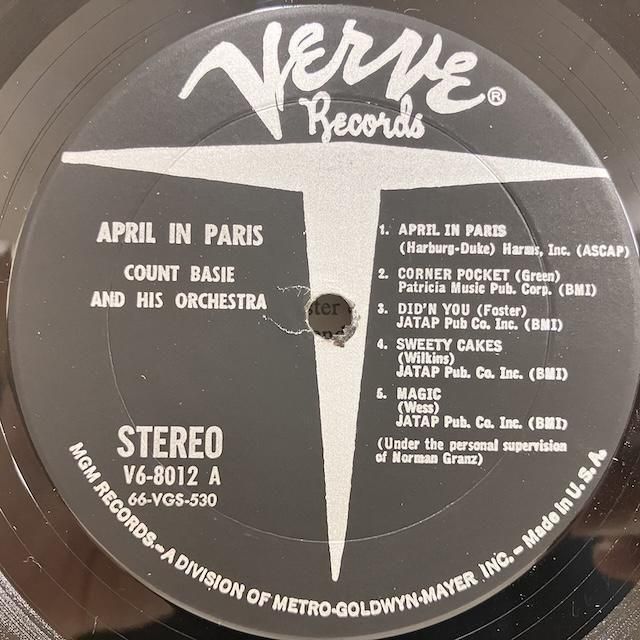 Verve ®
Records
APRIL IN PARIS
COUNT BASIE
AND HIS ORCHESTRA
1. APRIL IN PARIS
(Harburg-Duke) Harms, Inc. (ASCAP)
2. CORNER POCKET (Green)
Patricia Music Pub. Corp. (BMI)
3. DID'N YOU (Foster)
JATAP Pub Co. Inc. (BMI)
4. SWEETY CAKES
(Wilkins)
JATAP Pub. Co. Inc. (BMI)
5. MAGIC
(Wess)
JATAP Pub. Co. Inc. (BMI)
(Under the personal supervision
of Norman Granz)
STEREO
V6-8012 A
66-VGS-530
MGM RECORDS-A DIVISION OF METRO-GOLDWYN-MAYER INC.-Made in U.S.A.